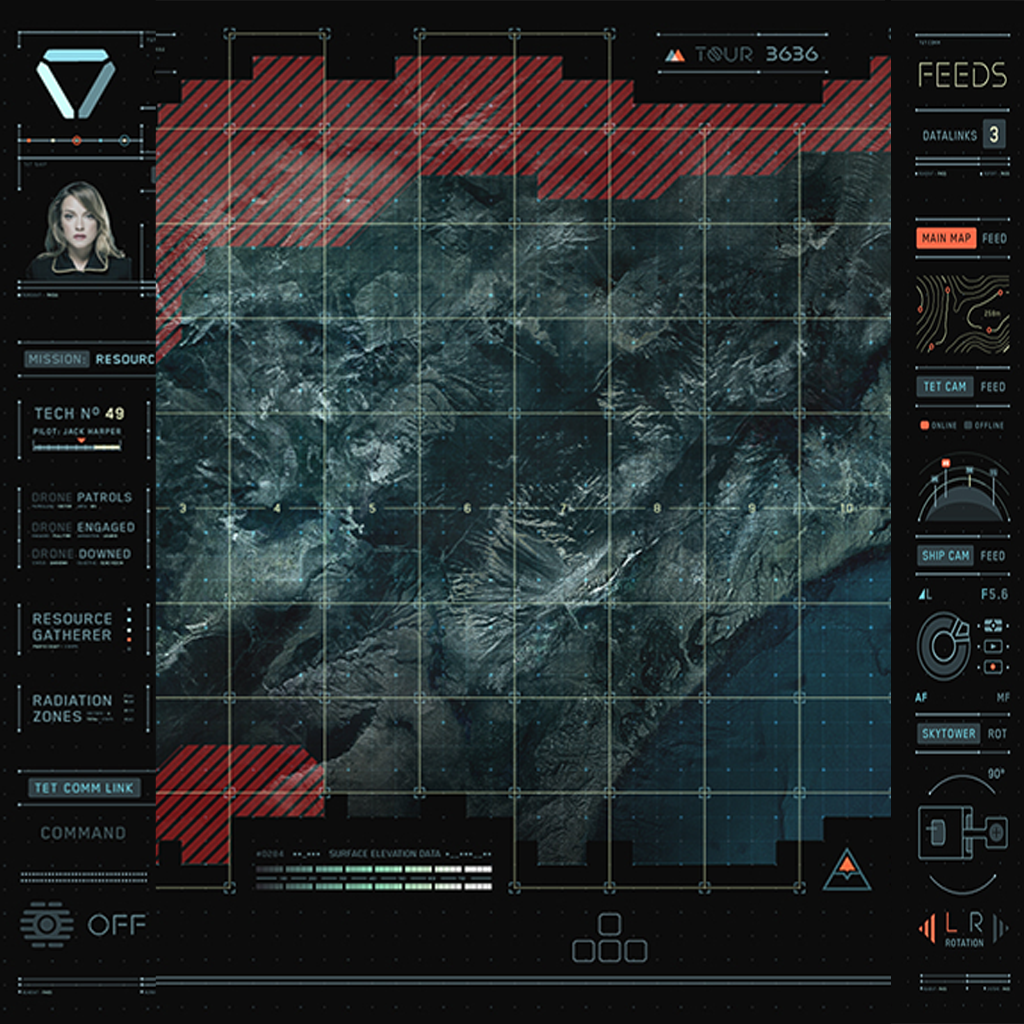 TOUR 3636
MISSION: RESOURC
TECH Nº 49
PILOT: JACK HARPER
DRONE PATROLS
DRONE ENGAGED
DRONE DOWNED
RESOURCE
GATHERER
RADIATION
ZONES
TET COMM LINK
COMMAND
OFF
3 4 5 6 7 8 9 10
SURFACE ELEVATION DATA
FEEDS
DATALINKS 3
MAIN MAP FEED
TET CAM FEED
ONLINE OFFLINE
SHIP CAM FEED
L F5.6
AF MF
SKYTOWER ROT
90°
L R
ROTATION